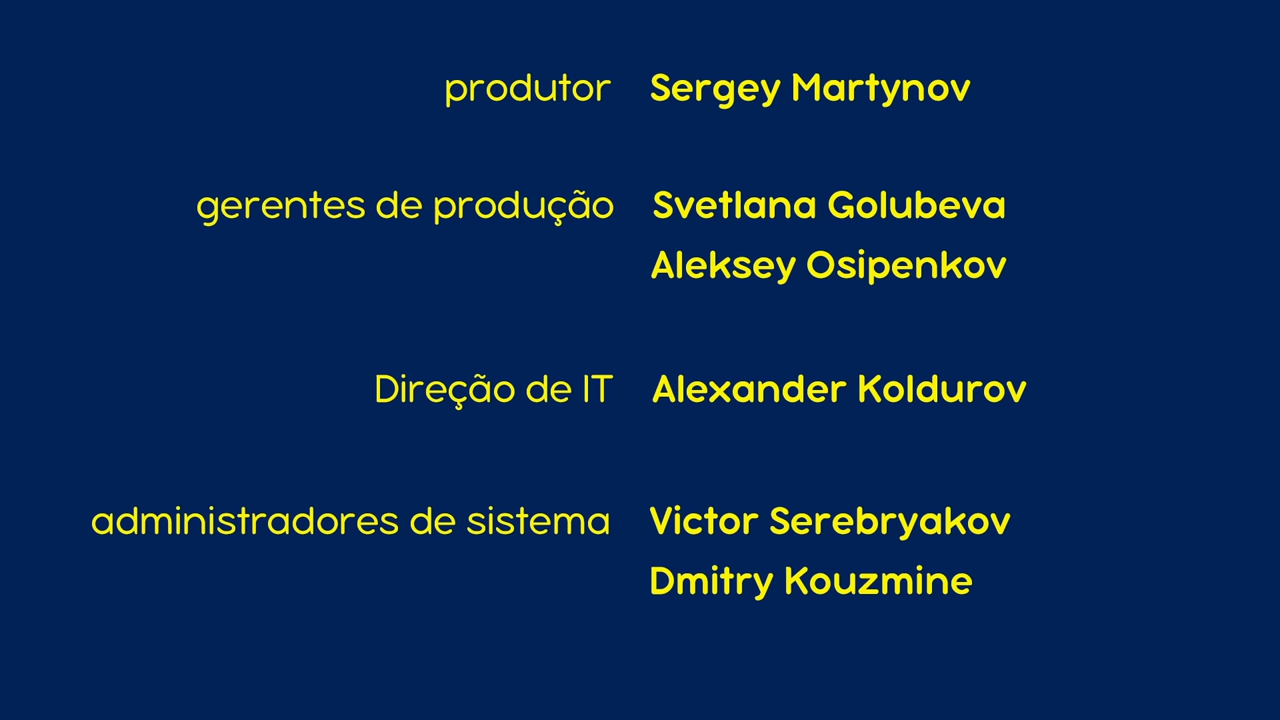 produtor Sergey Martynov
gerentes de produção Svetlana Golubeva
Aleksey Osipenkov
Direção de IT Alexander Koldurov
administradores de sistema Victor Serebryakov
Dmitry Kouzmine